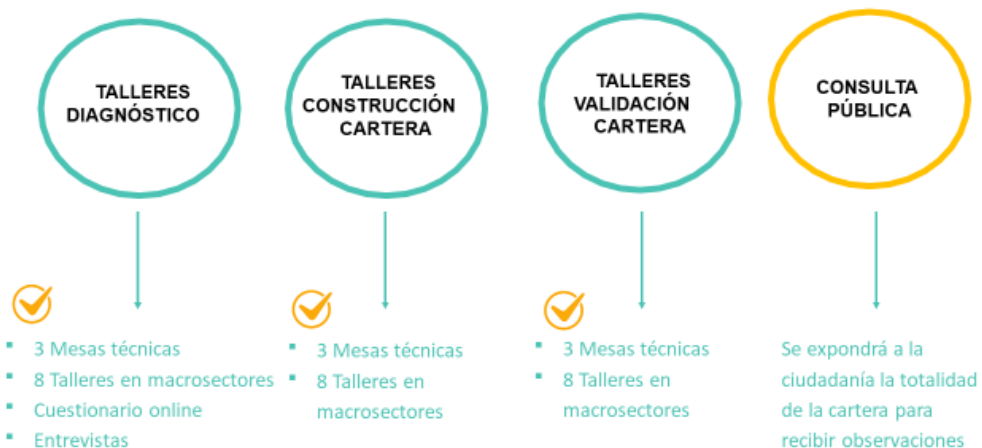 TALLERES
DIAGNÓSTICO
TALLERES
CONSTRUCCIÓN
CARTERA
TALLERES
VALIDACIÓN
CARTERA
CONSULTA
PÚBLICA
▪ 3 Mesas técnicas
▪ 8 Talleres en macrosectores
▪ Cuestionario online
▪ Entrevistas
▪ 3 Mesas técnicas
▪ 8 Talleres en
macrosectores
▪ 3 Mesas técnicas
▪ 8 Talleres en
macrosectores
Se expondrá a la
ciudadanía la totalidad
de la cartera para
recibir observaciones